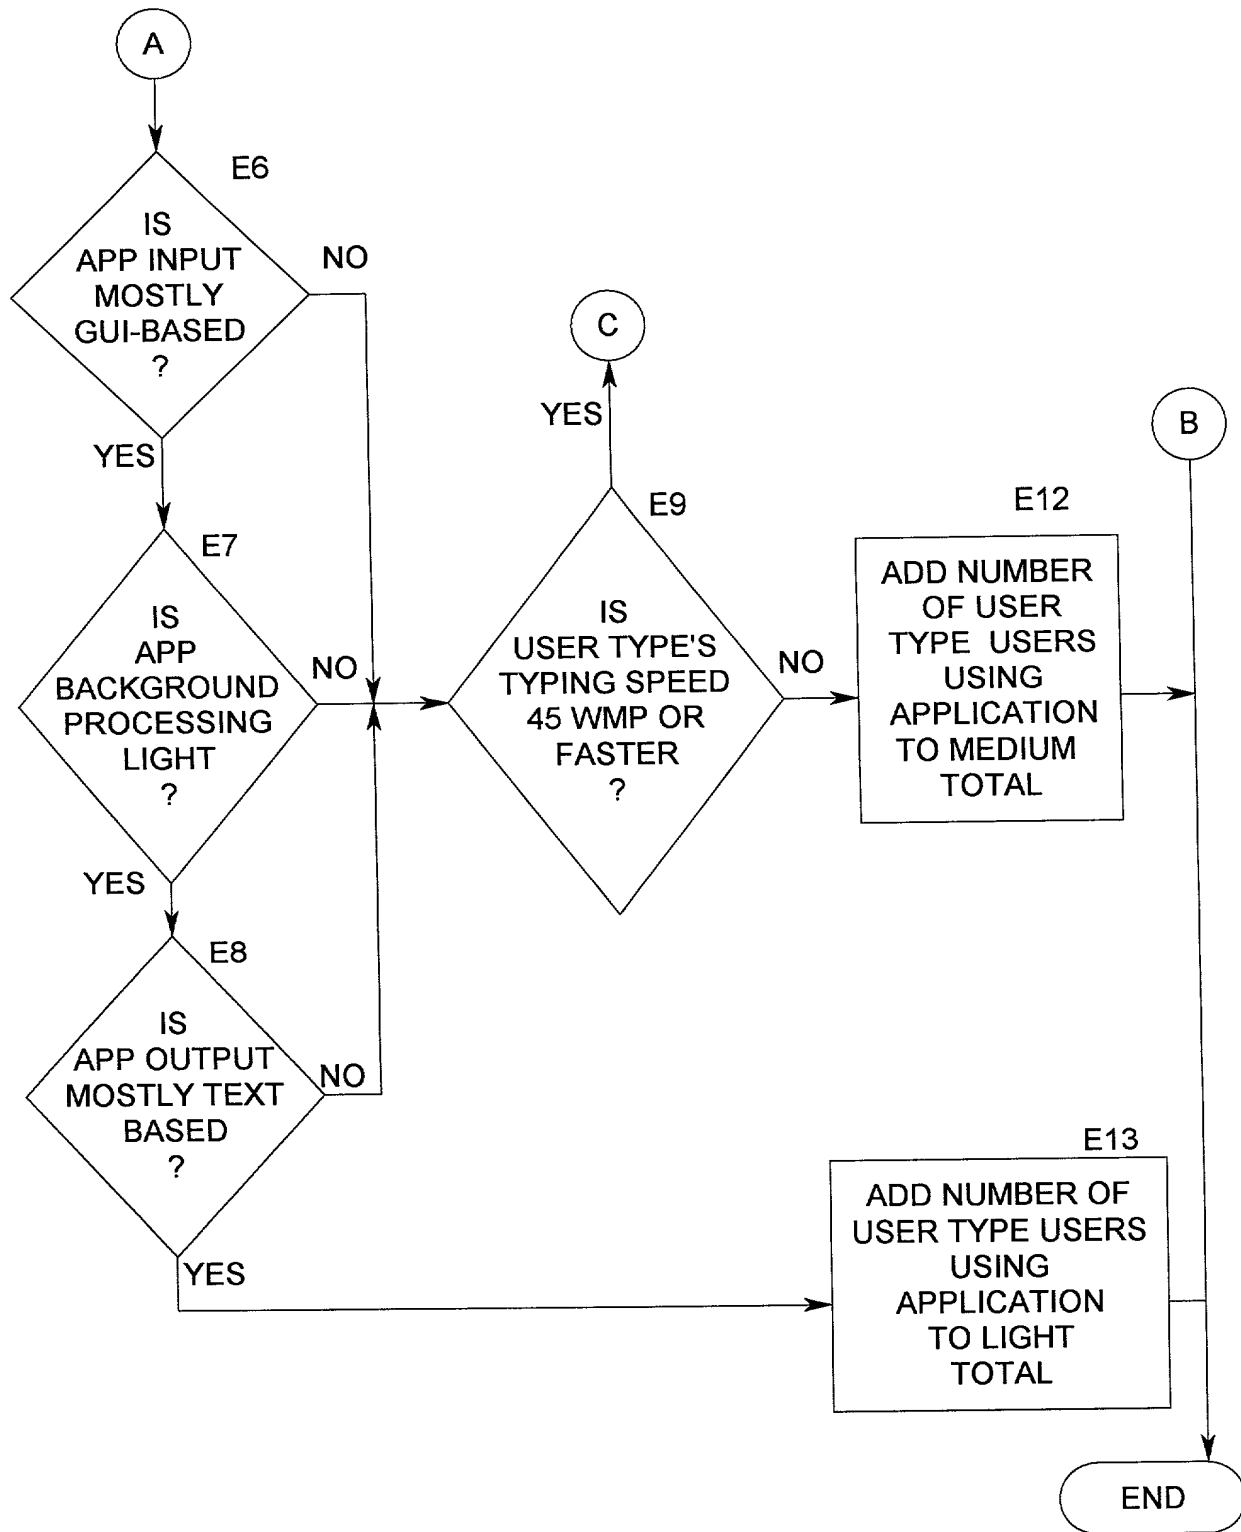 A
E6
IS
APP INPUT
MOSTLY
GUI-BASED
?
NO
YES
E7
IS
APP
BACKGROUND
PROCESSING
LIGHT
?
NO
YES
E8
IS
APP OUTPUT
MOSTLY TEXT
BASED
?
NO
YES
C
YES
E9
IS
USER TYPE'S
TYPING SPEED
45 WMP OR
FASTER
?
NO
E12
ADD NUMBER
OF USER
TYPE USERS
USING
APPLICATION
TO MEDIUM
TOTAL
B
E13
ADD NUMBER OF
USER TYPE USERS
USING
APPLICATION
TO LIGHT
TOTAL
END